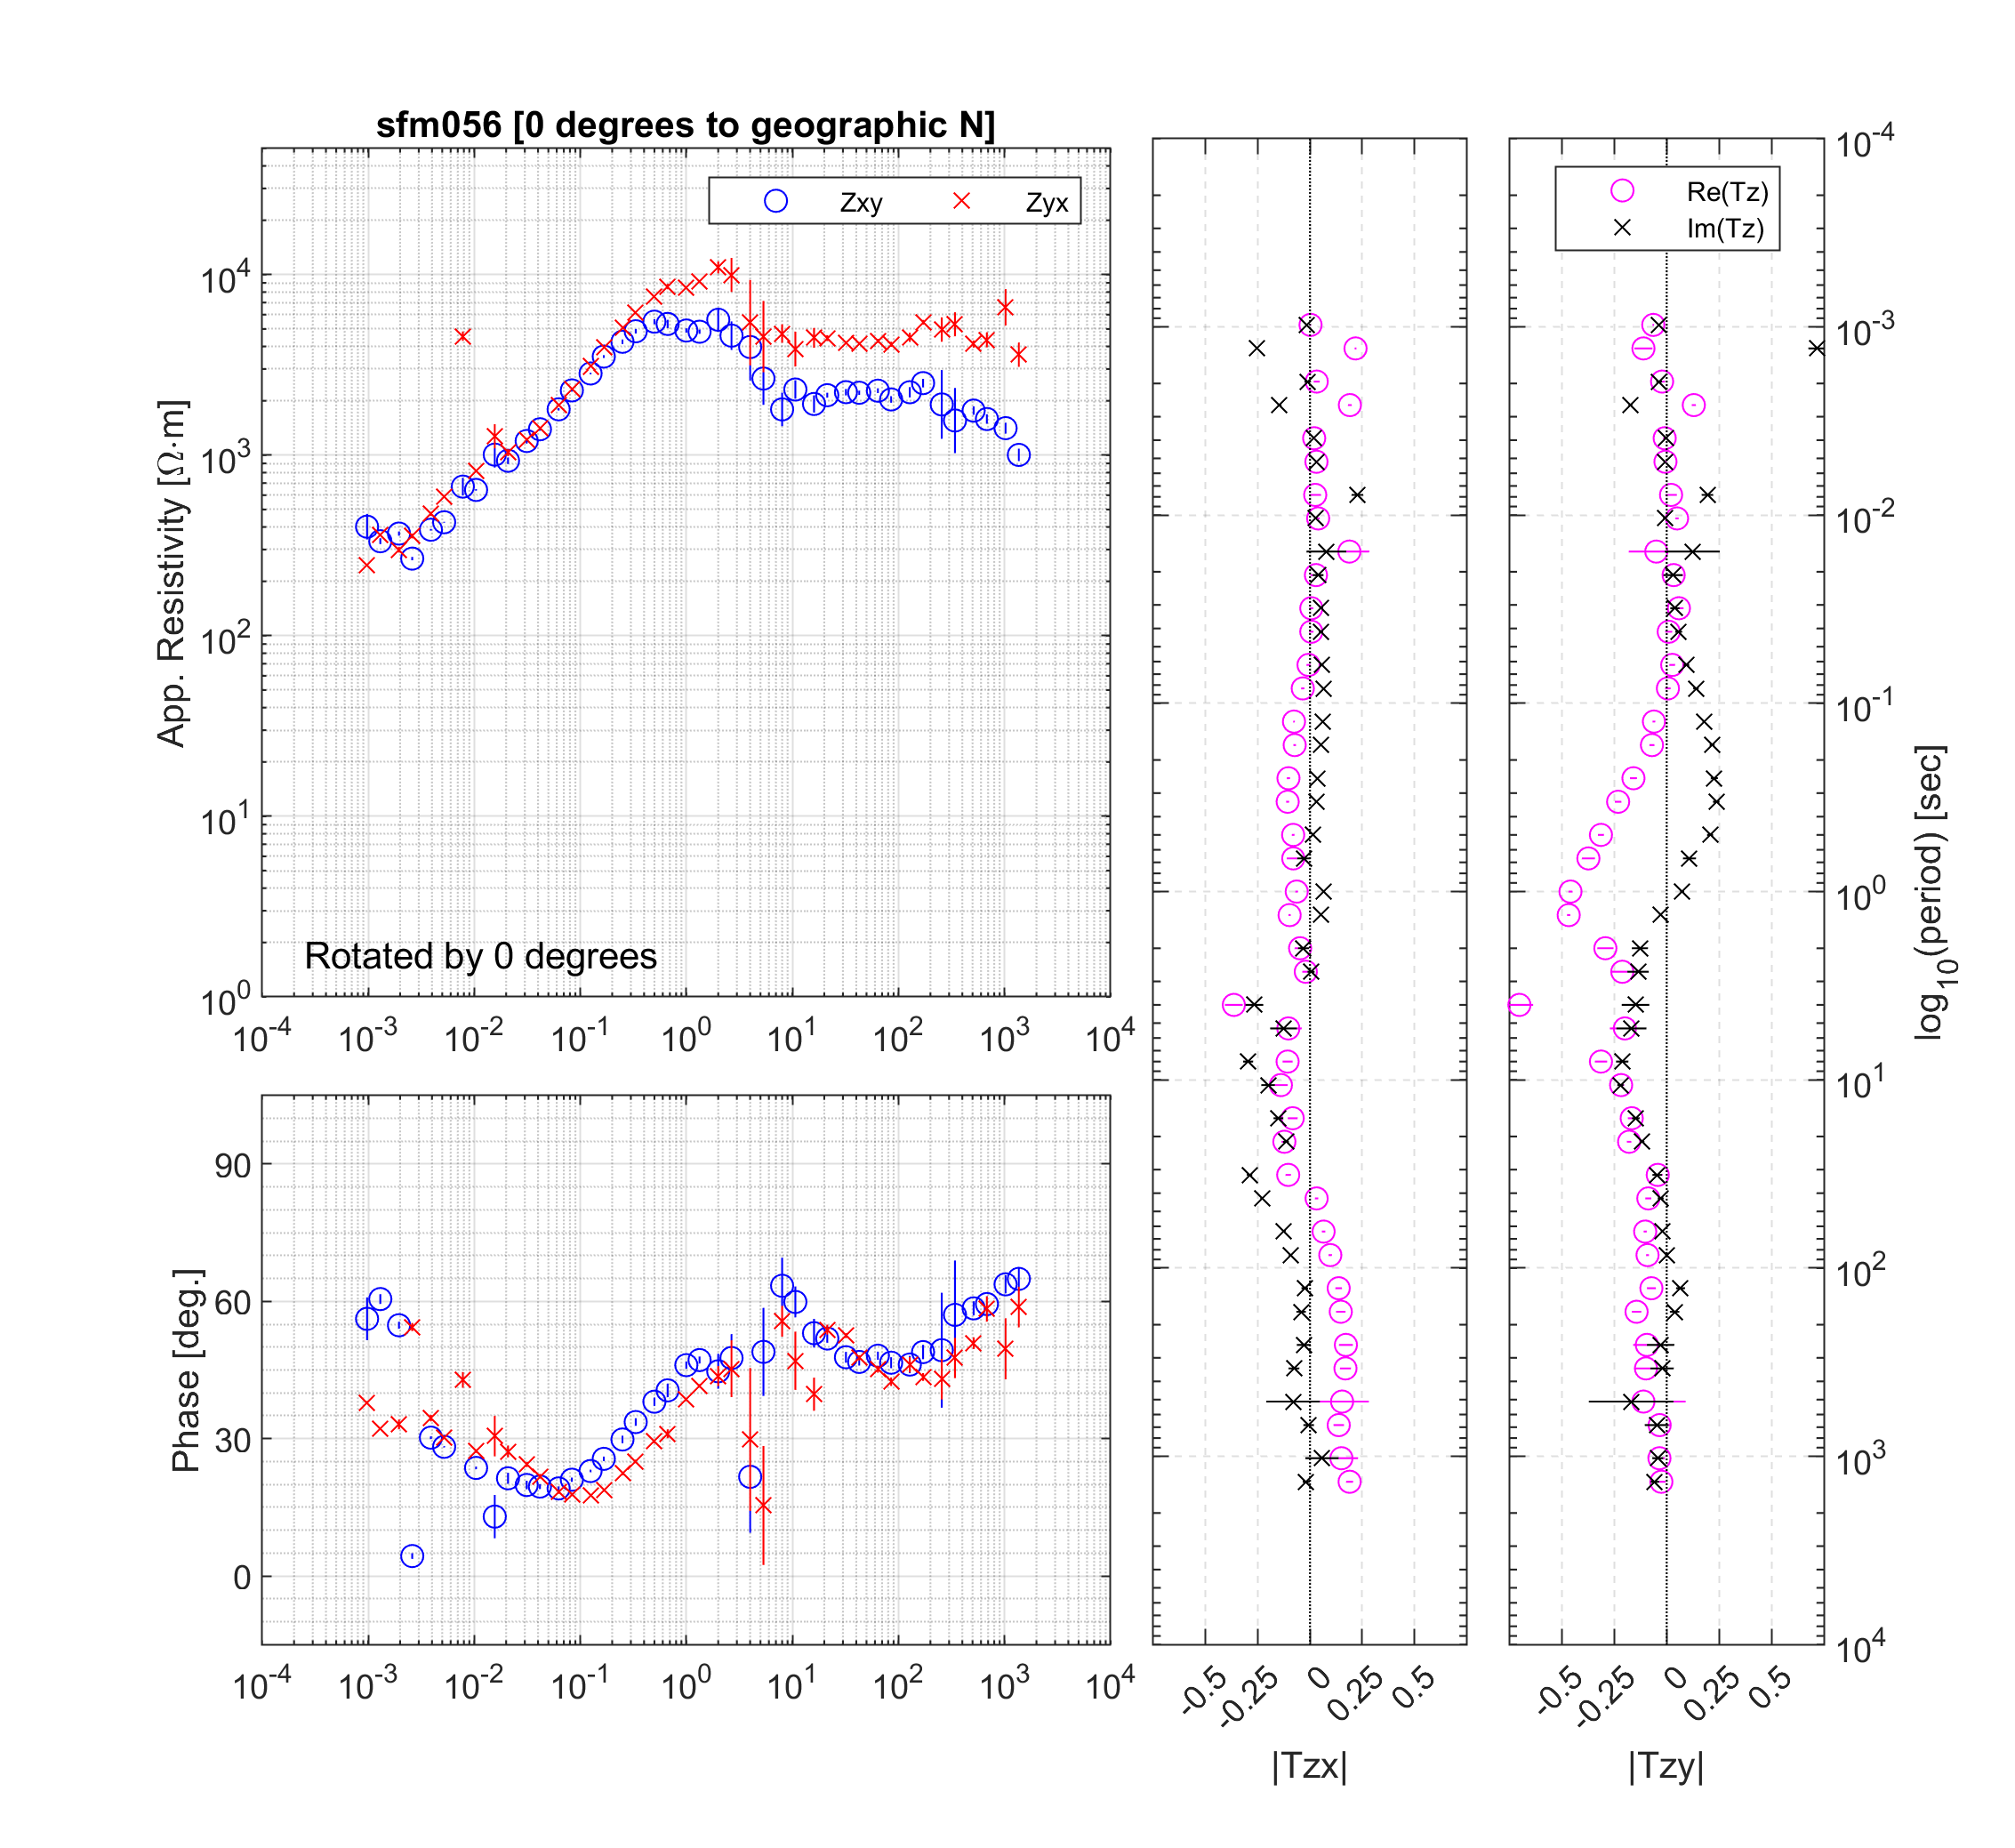 sfm056 [0 degrees to geographic N]
Zxy Zyx
App. Resistivity [Ω·m]
10^4
10^3
10^2
10^1
10^0
Rotated by 0 degrees
10^-4 10^-3 10^-2 10^-1 10^0 10^1 10^2 10^3 10^4
Phase [deg.]
90
60
30
0
10^-4 10^-3 10^-2 10^-1 10^0 10^1 10^2 10^3 10^4
-0.5 -0.25 0 0.25 0.5
|Tzx|
Re(Tz)
Im(Tz)
10^-4
10^-3
10^-2
10^-1
10^0
10^1
10^2
10^3
10^4
log10(period) [sec]
-0.5 -0.25 0 0.25 0.5
|Tzy|